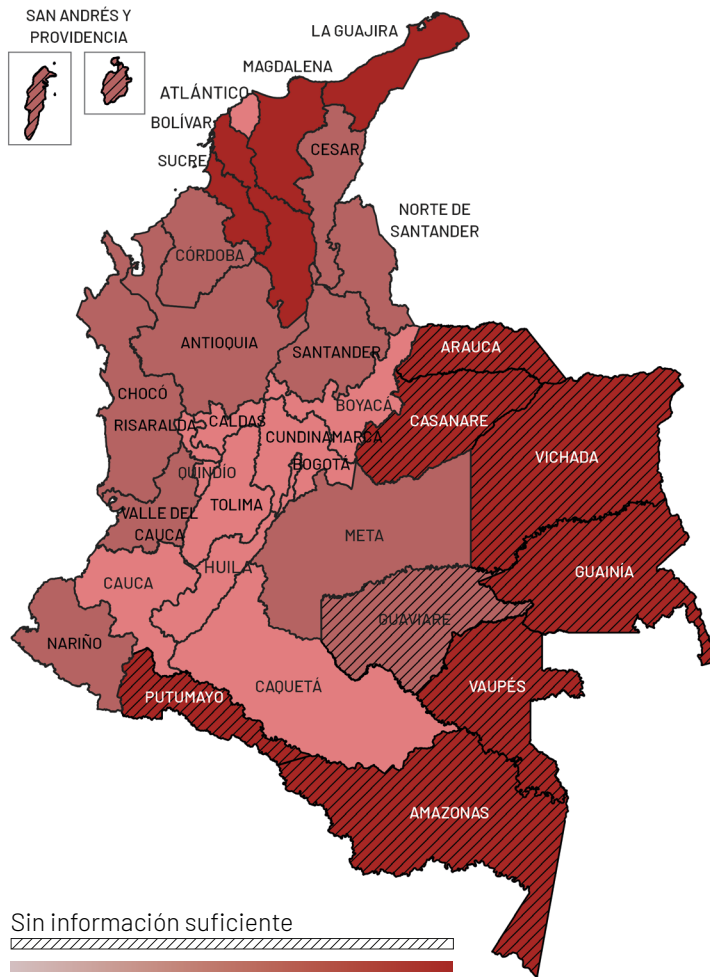 SAN ANDRÉS Y
PROVIDENCIA
LA GUAJIRA
MAGDALENA
ATLÁNTICO
BOLÍVAR
SUCRE
CESAR
NORTE DE
SANTANDER
CÓRDOBA
ANTIOQUIA
SANTANDER
ARAUCA
CHOCÓ
BOYACÁ
RISARALDA
CALDAS
CASANARE
CUNDINAMARCA
VICHADA
BOGOTÁ
QUINDÍO
TOLIMA
VALLE DEL
CAUCA
META
HUILA
GUAINÍA
CAUCA
GUAVIARE
NARIÑO
CAQUETÁ
VAUPÉS
PUTUMAYO
AMAZONAS
Sin información suficiente